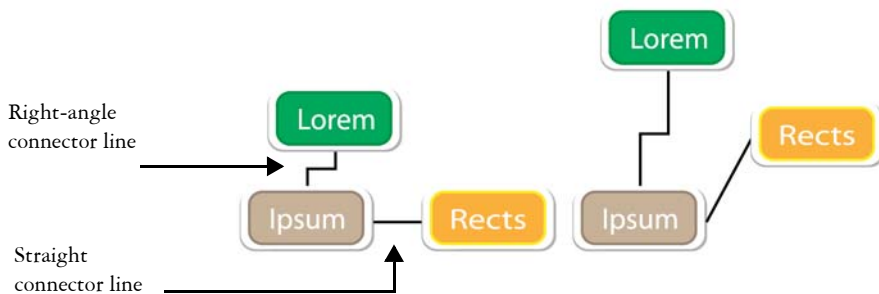 Lorem
Right-angle
connector line
Lorem
Rects
Ipsum
Rects
Ipsum
Straight
connector line